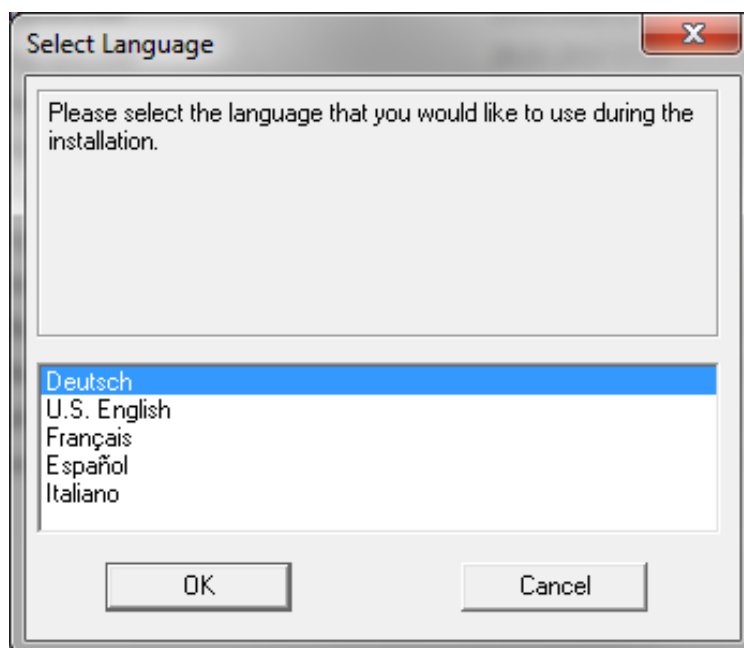 Select Language
Please select the language that you would like to use during the
installation.
Deutsch
U.S. English
Français
Español
Italiano
OK
Cancel